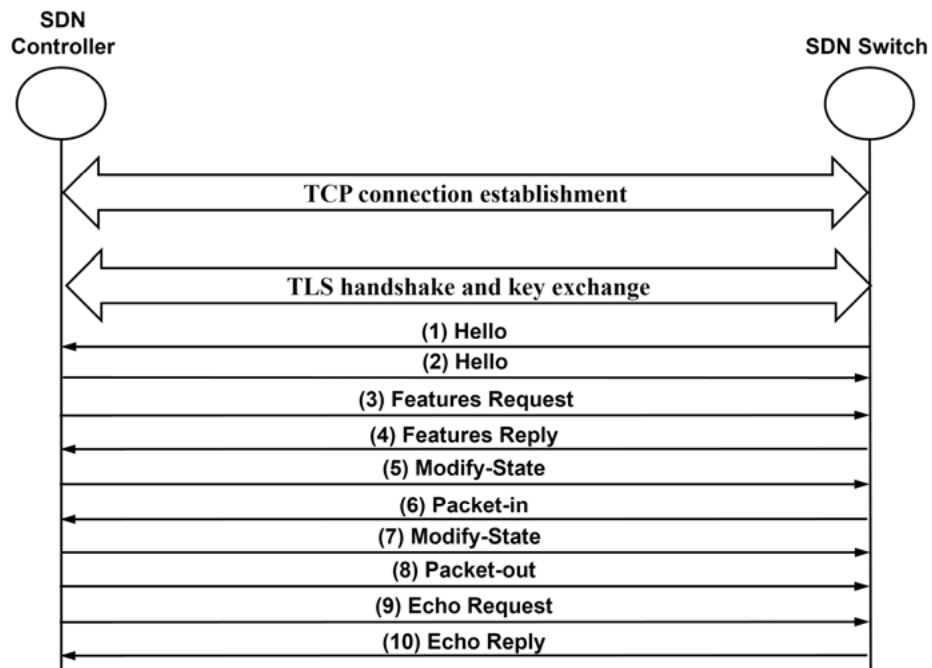 SDN
Controller
SDN Switch
TCP connection establishment
TLS handshake and key exchange
(1) Hello
(2) Hello
(3) Features Request
(4) Features Reply
(5) Modify-State
(6) Packet-in
(7) Modify-State
(8) Packet-out
(9) Echo Request
(10) Echo Reply